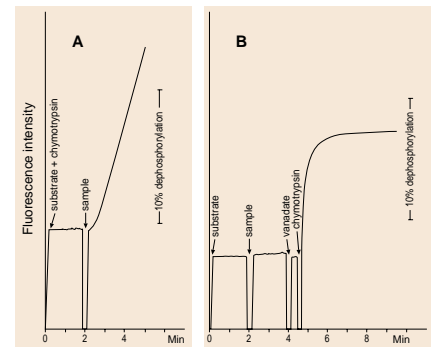 A
Fluorescence intensity
substrate + chymotrypsin
sample
10% dephosphorylation
0 2 4 Min
B
substrate
sample
vanadate
chymotrypsin
10% dephosphorylation
0 2 4 6 8 Min